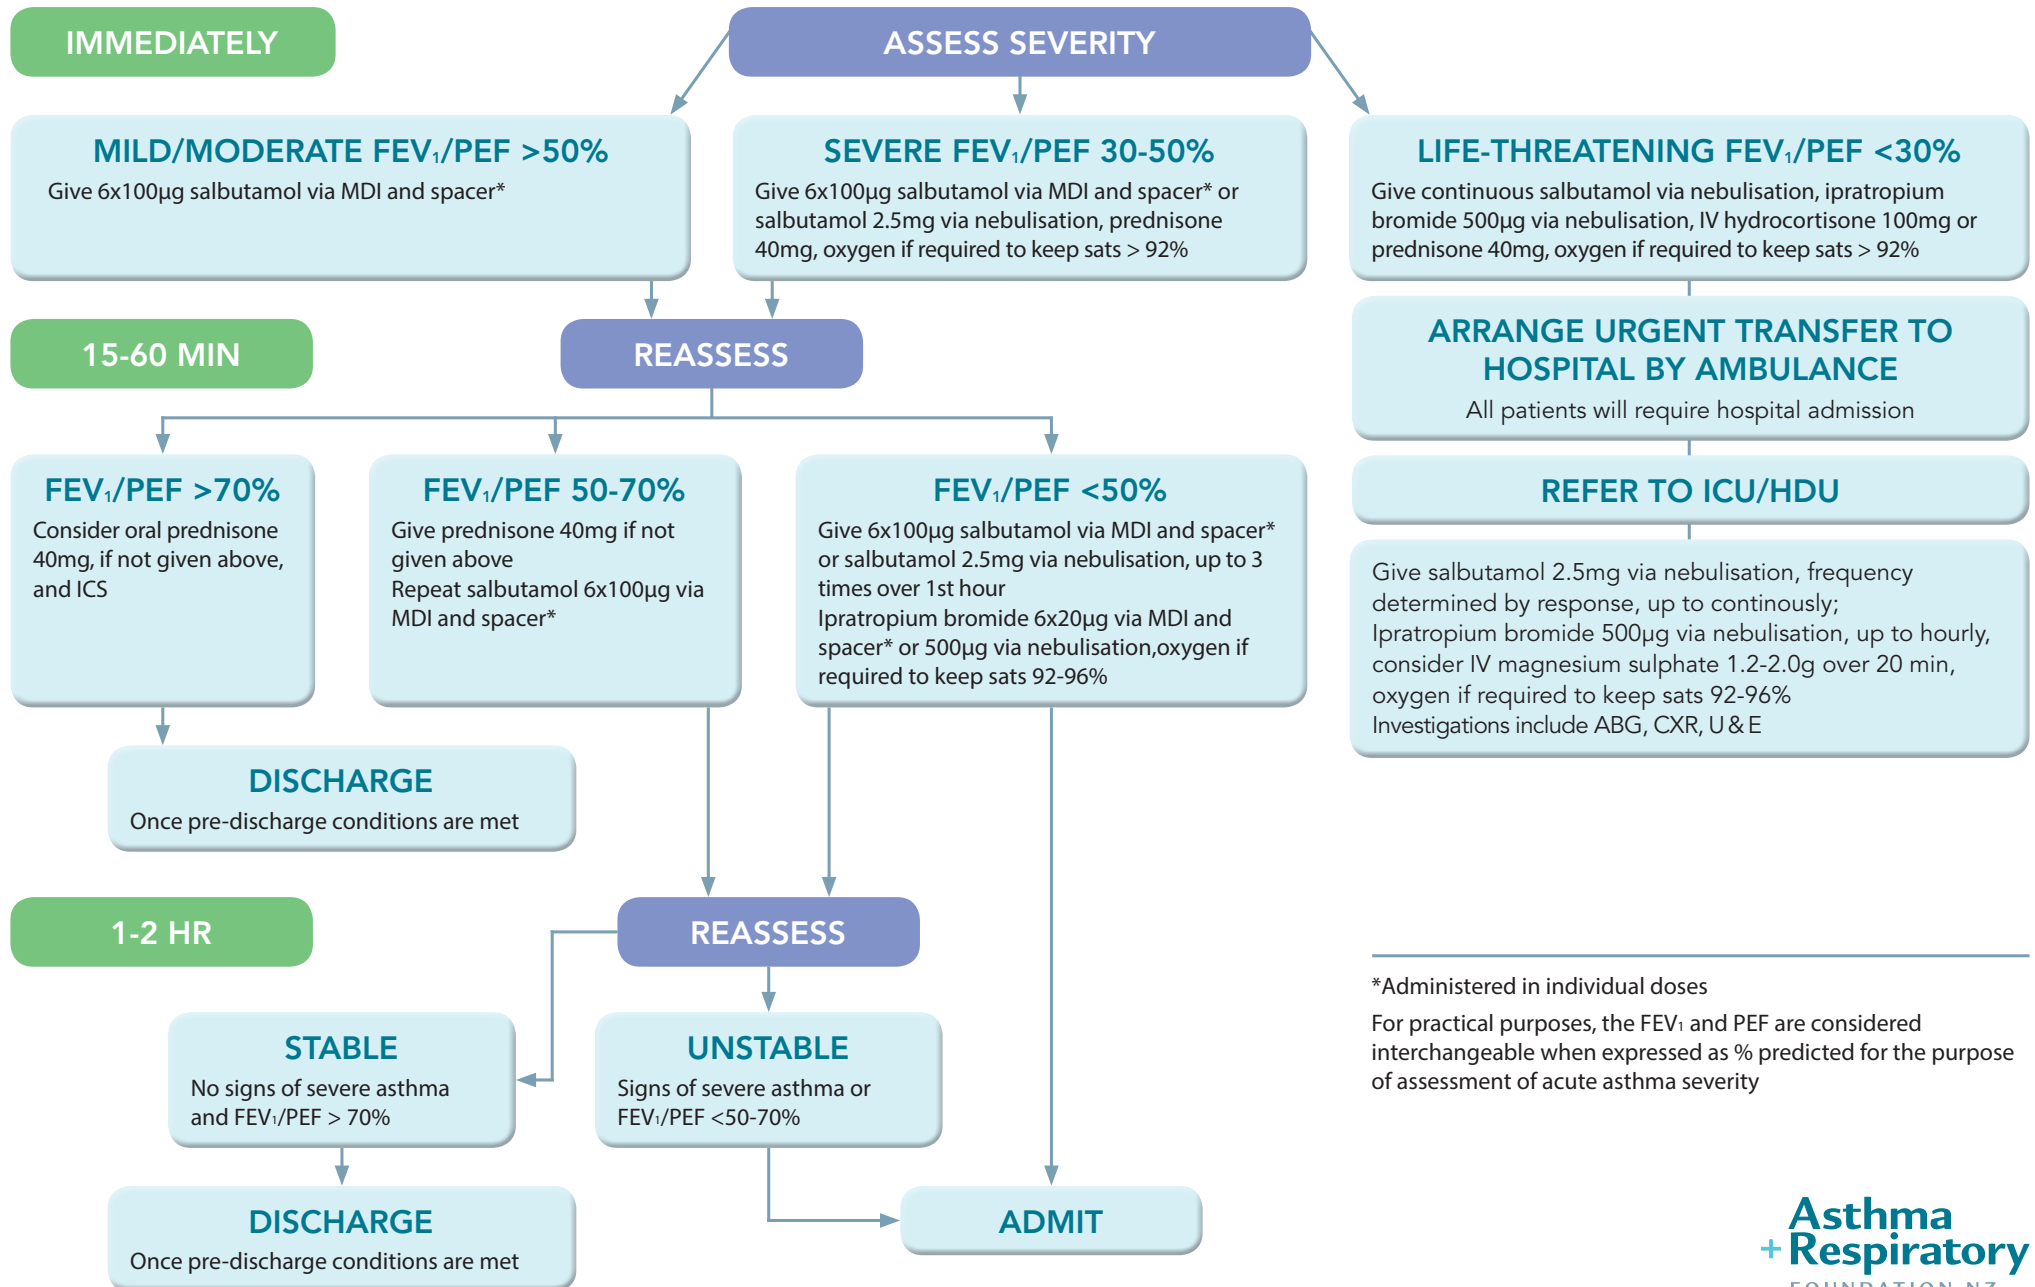 IMMEDIATELY
ASSESS SEVERITY
MILD/MODERATE FEV₁/PEF >50%
Give 6x100µg salbutamol via MDI and spacer*
SEVERE FEV₁/PEF 30-50%
Give 6x100µg salbutamol via MDI and spacer* or
salbutamol 2.5mg via nebulisation, prednisone
40mg, oxygen if required to keep sats > 92%
LIFE-THREATENING FEV₁/PEF <30%
Give continuous salbutamol via nebulisation, ipratropium
bromide 500µg via nebulisation, IV hydrocortisone 100mg or
prednisone 40mg, oxygen if required to keep sats > 92%
ARRANGE URGENT TRANSFER TO
HOSPITAL BY AMBULANCE
All patients will require hospital admission
REFER TO ICU/HDU
Give salbutamol 2.5mg via nebulisation, frequency
determined by response, up to continously;
Ipratropium bromide 500µg via nebulisation, up to hourly,
consider IV magnesium sulphate 1.2-2.0g over 20 min,
oxygen if required to keep sats 92-96%
Investigations include ABG, CXR, U & E
15-60 MIN
REASSESS
FEV₁/PEF >70%
Consider oral prednisone
40mg, if not given above,
and ICS
FEV₁/PEF 50-70%
Give prednisone 40mg if not
given above
Repeat salbutamol 6x100µg via
MDI and spacer*
FEV₁/PEF <50%
Give 6x100µg salbutamol via MDI and spacer*
or salbutamol 2.5mg via nebulisation, up to 3
times over 1st hour
Ipratropium bromide 6x20µg via MDI and
spacer* or 500µg via nebulisation,oxygen if
required to keep sats 92-96%
DISCHARGE
Once pre-discharge conditions are met
1-2 HR
REASSESS
STABLE
No signs of severe asthma
and FEV₁/PEF > 70%
UNSTABLE
Signs of severe asthma or
FEV₁/PEF <50-70%
DISCHARGE
Once pre-discharge conditions are met
ADMIT
*Administered in individual doses
For practical purposes, the FEV₁ and PEF are considered
interchangeable when expressed as % predicted for the purpose
of assessment of acute asthma severity
Asthma
+ Respiratory
FOUNDATION NZ